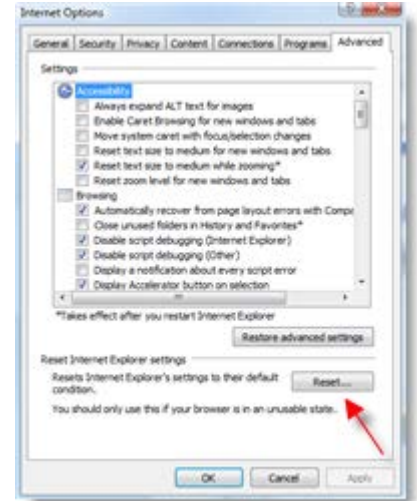 Internet Options
General Security Privacy Content Connections Programs Advanced
Settings
Accessibility
Always expand ALT text for images
Enable Caret Browsing for new windows and tabs
Move system caret with focus/selection changes
Reset text size to medium for new windows and tabs
Reset text size to medium while zooming*
Reset zoom level for new windows and tabs
Browsing
Automatically recover from page layout errors with Compa
Close unused folders in History and Favorites*
Disable script debugging (Internet Explorer)
Disable script debugging (Other)
Display a notification about every script error
Display Accelerator button on selection
*Takes effect after you restart Internet Explorer
Restore advanced settings
Reset Internet Explorer settings
Resets Internet Explorer's settings to their default
condition.
Reset...
You should only use this if your browser is in an unusable state.
OK Cancel Apply